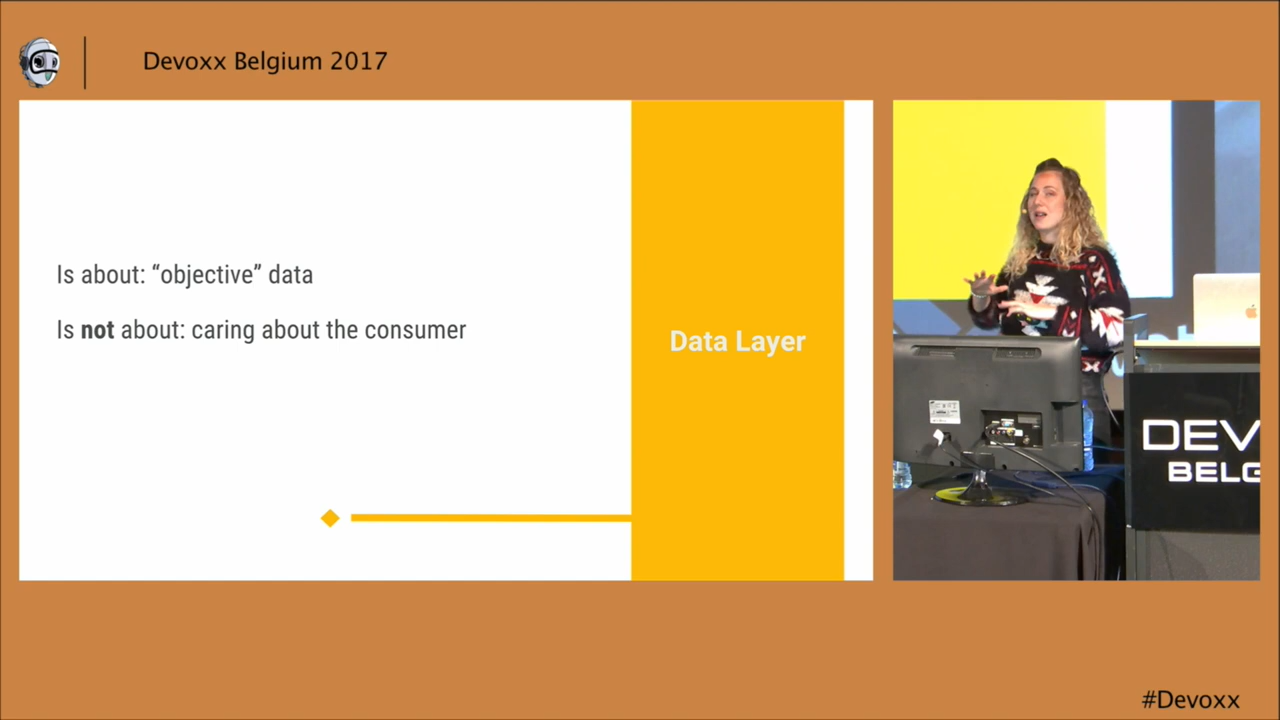 Devoxx Belgium 2017
Is about: “objective” data
Is not about: caring about the consumer
Data Layer
DEV
BELG
#Devoxx